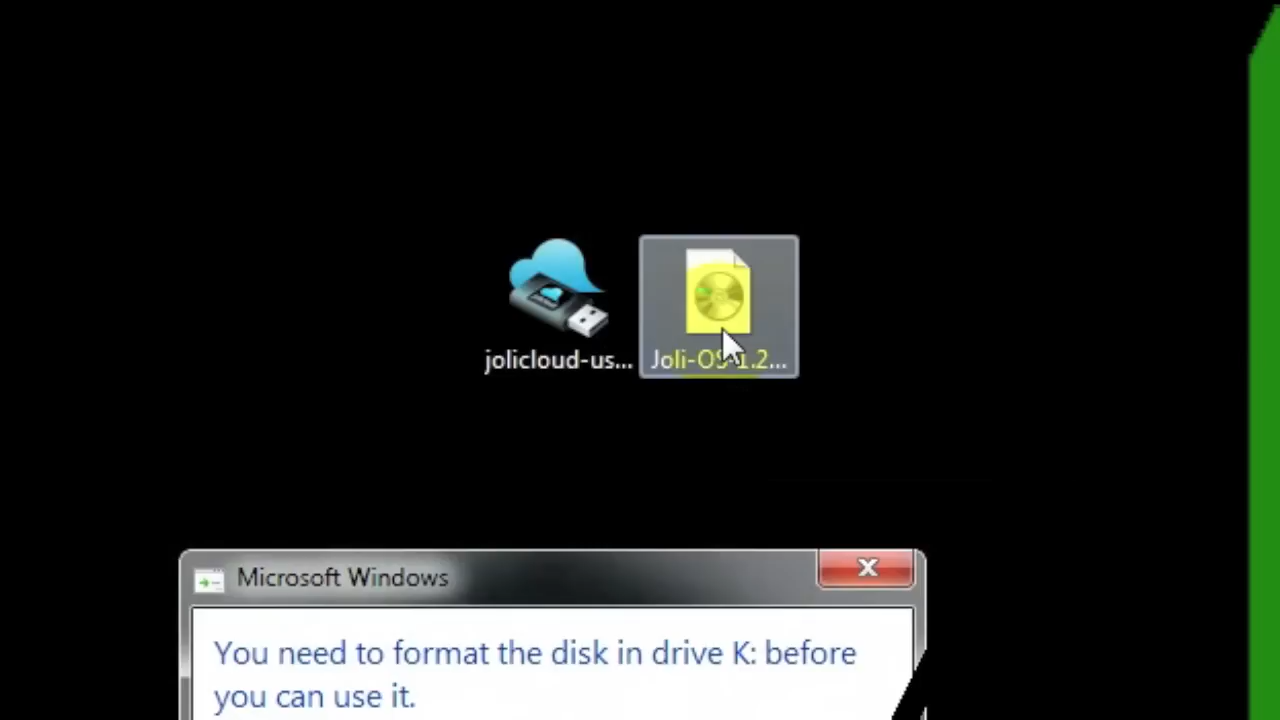 jolicloud-us...
Joli-OS-1.2...
Microsoft Windows
You need to format the disk in drive K: before
you can use it.